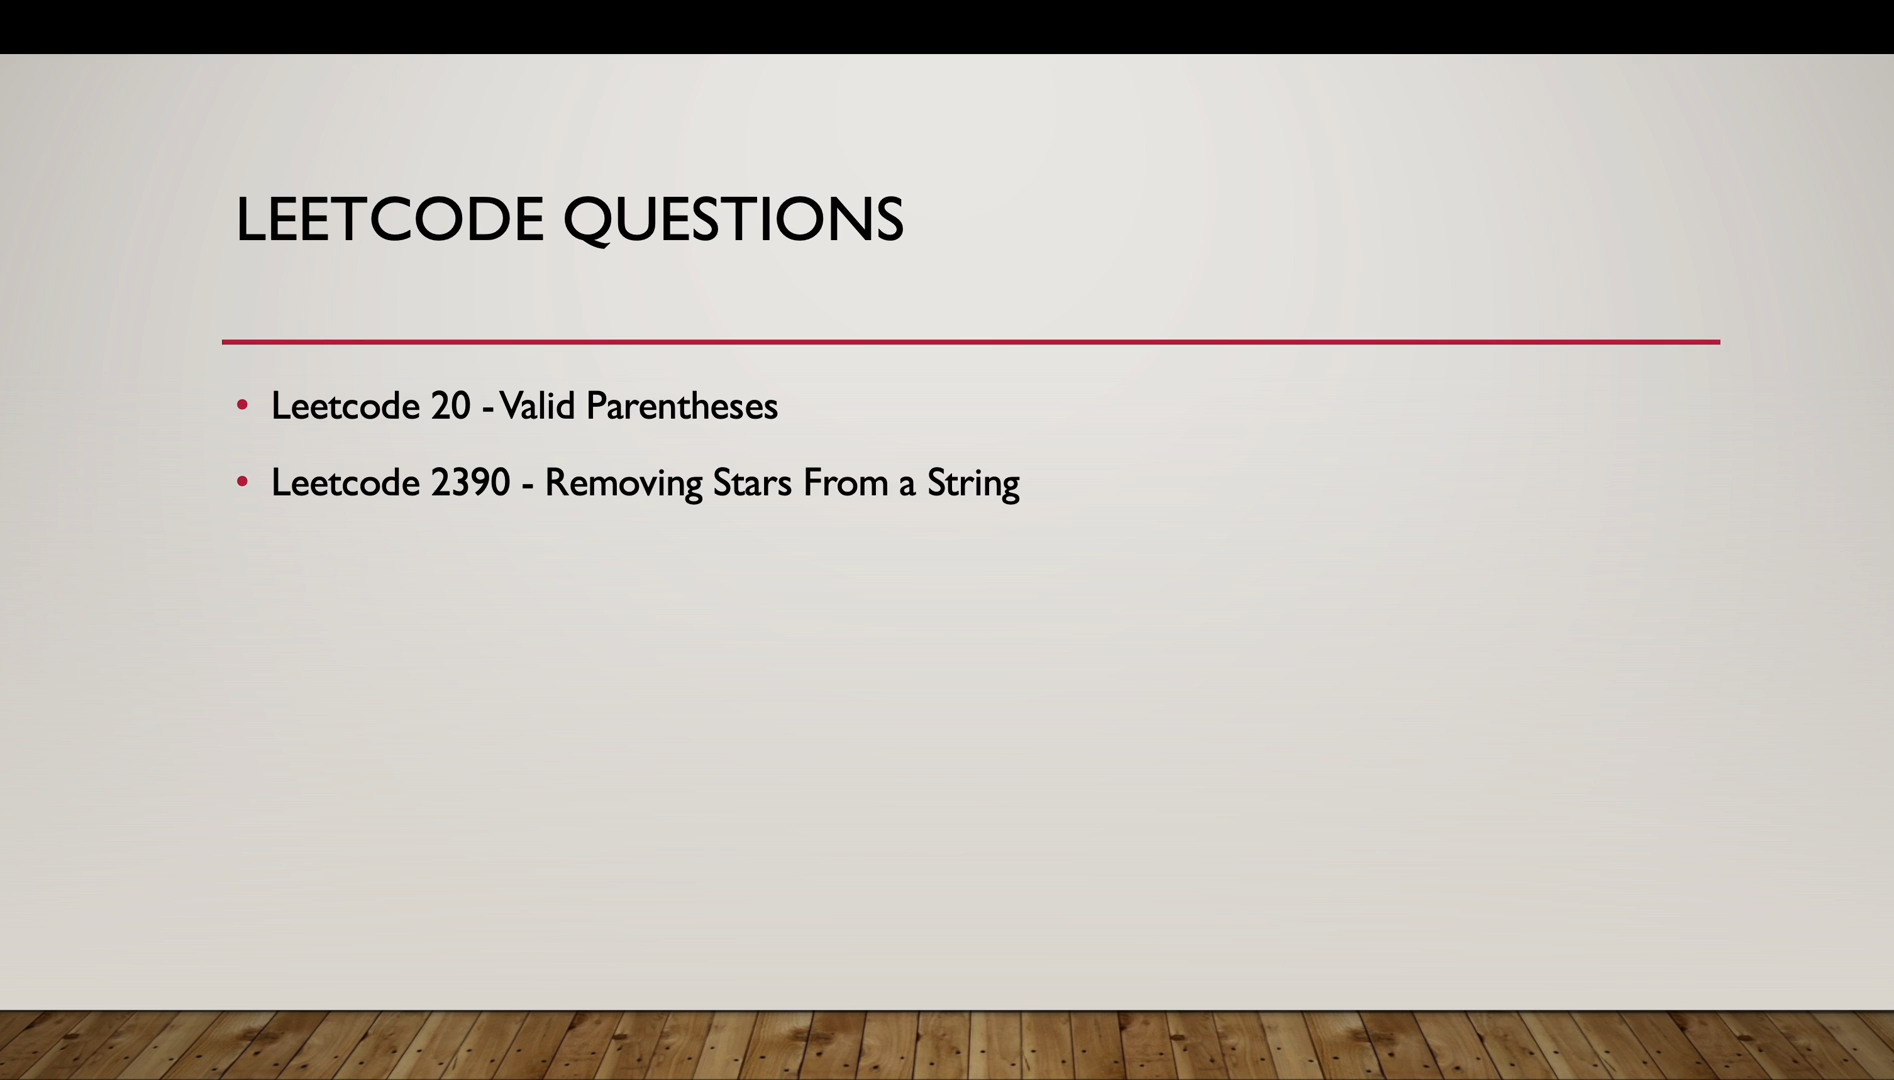 LEETCODE QUESTIONS
• Leetcode 20 - Valid Parentheses
• Leetcode 2390 - Removing Stars From a String